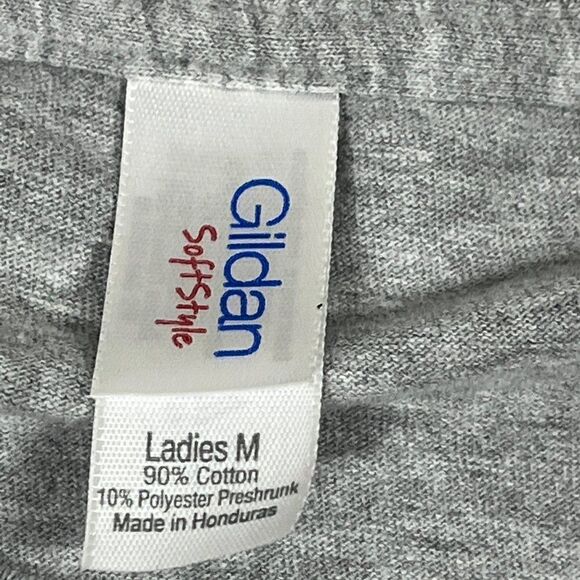 Gildan
SoftStyle
Ladies M
90% Cotton
10% Polyester Preshrunk
Made in Honduras